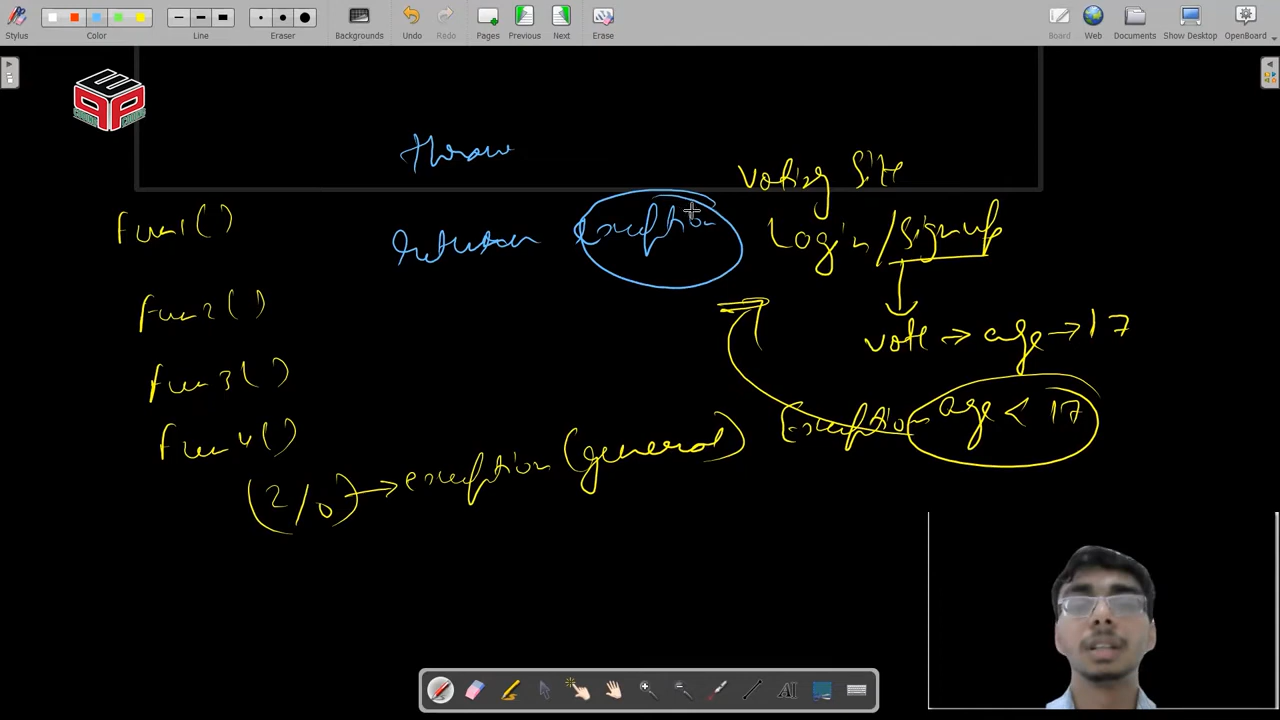 Stylus Color Line Eraser Backgrounds Undo Redo Pages Previous Next Erase Board Web Documents Show Desktop OpenBoard
throw
Voting Site
func1()
return exception
Login/Signup
func2()
vote → age → 17
func3()
Exception age < 17
func4()
(2/0) → exception (general)